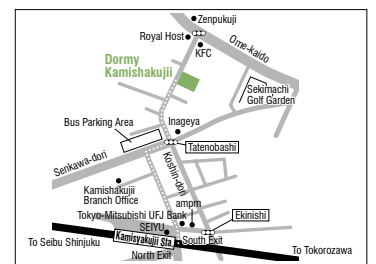 Zenpukuji
Royal Host
KFC
Ome-kaido
Dormy
Kamishakujii
Sekimachi
Golf Garden
Bus Parking Area
Inageya
Tatenobashi
Senkawa-dori
Koshin-dori
Kamishakujii
Branch Office
ampm
Tokyo-Mitsubishi UFJ Bank
Ekinishi
SEIYU
Kamisyakujii Sta.
South Exit
To Seibu Shinjuku
To Tokorozawa
North Exit